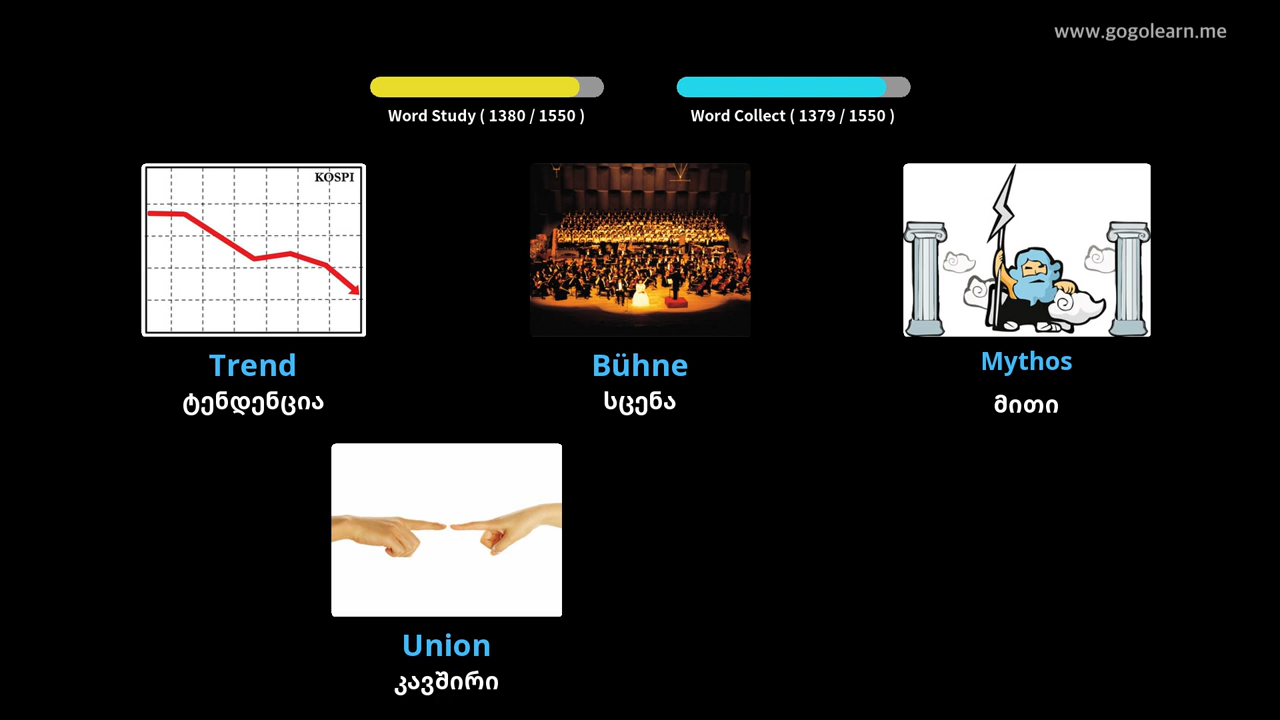 www.gogolearn.me
Word Study ( 1380 / 1550 )
Word Collect ( 1379 / 1550 )
KOSPI
Trend
ტენდენცია
Bühne
სცენა
Mythos
მითი
Union
კავშირი